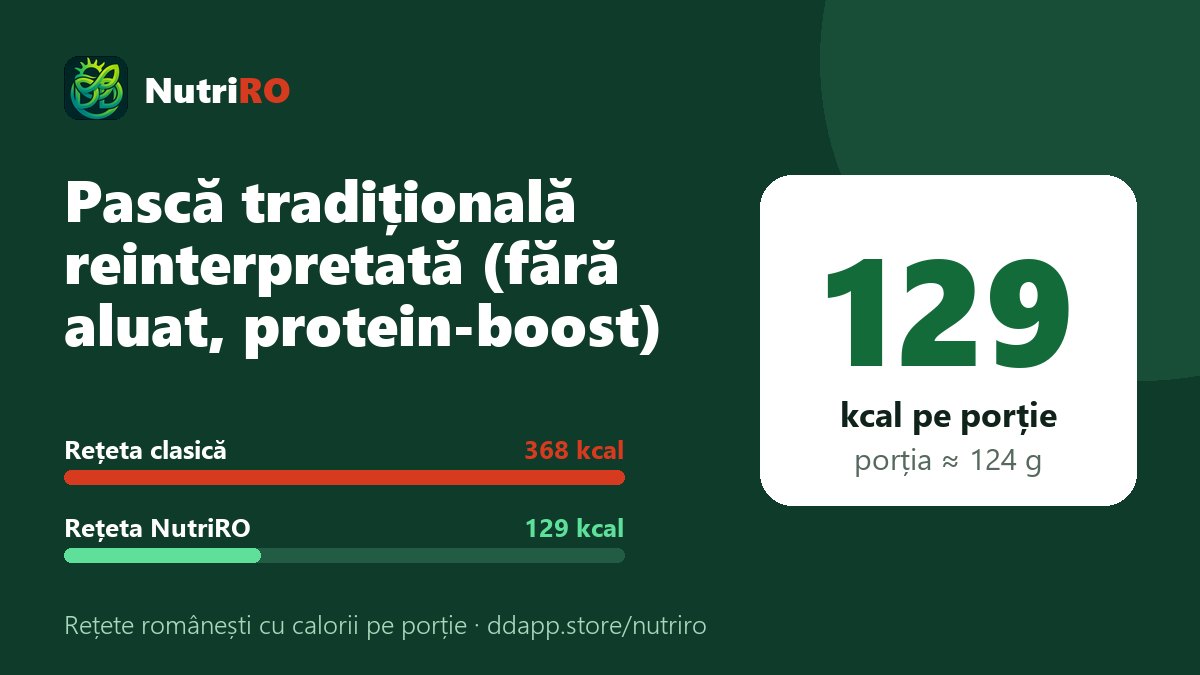 NutriRO
Pască tradițională
reinterpretată (fără
aluat, protein-boost)
Rețeta clasică 368 kcal
Rețeta NutriRO 129 kcal
129
kcal pe porție
porția ≈ 124 g
Rețete românești cu calorii pe porție · ddapp.store/nutriro